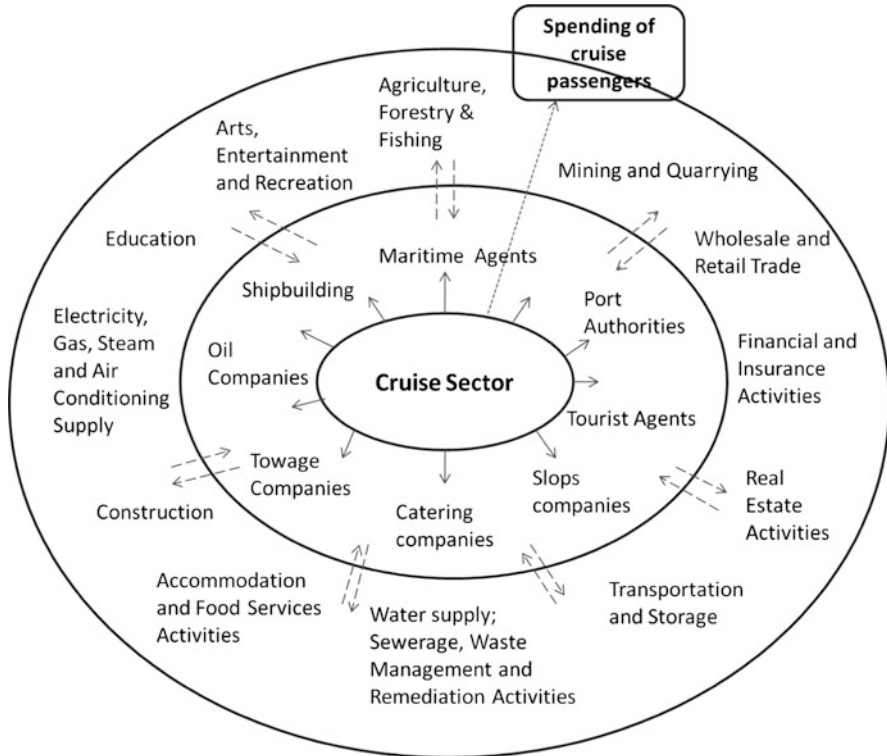 Spending of
cruise
passengers
Agriculture,
Forestry &
Fishing
Arts,
Entertainment
and Recreation
Mining and Quarrying
Education
Wholesale and
Retail Trade
Maritime Agents
Shipbuilding
Port
Authorities
Electricity,
Gas, Steam
and Air
Conditioning
Supply
Oil
Companies
Cruise Sector
Financial and
Insurance
Activities
Tourist Agents
Towage
Companies
Slops
companies
Real
Estate
Activities
Construction
Catering
companies
Accommodation
and Food Services
Activities
Transportation
and Storage
Water supply;
Sewerage, Waste
Management and
Remediation Activities